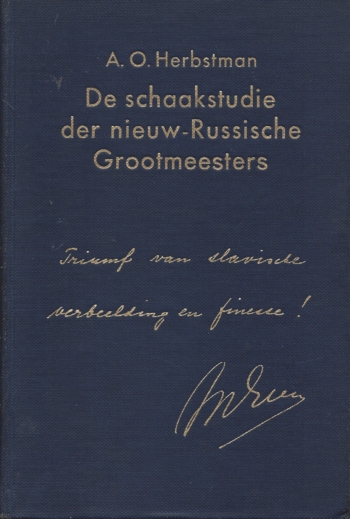 A. O. Herbstman
De schaakstudie
der nieuw-Russische
Grootmeesters
Triumf van slavische
verbeelding en finesse!